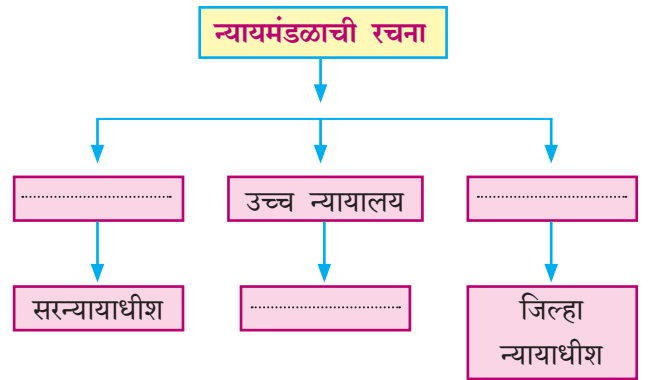 न्यायमंडळाची रचना
उच्च न्यायालय
सरन्यायाधीश
जिल्हा
न्यायाधीश